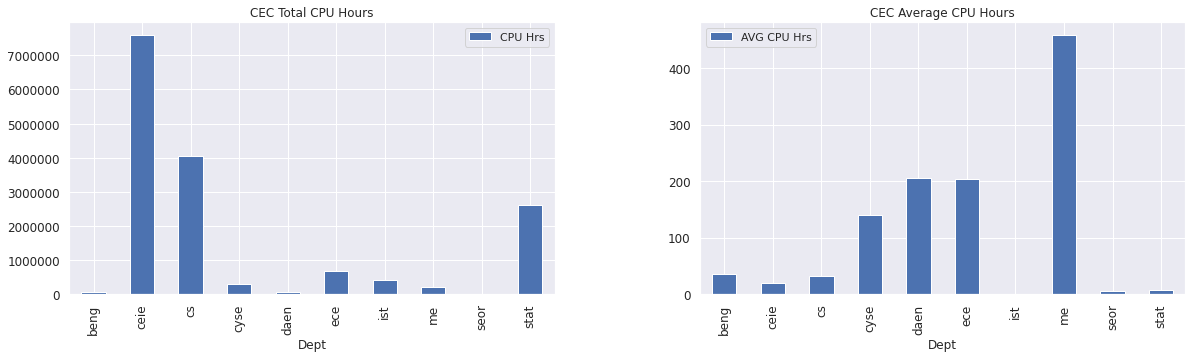 CEC Total CPU Hours
CPU Hrs
7000000
6000000
5000000
4000000
3000000
2000000
1000000
0
beng
ceie
cs
cyse
daen
ece
ist
me
seor
stat
Dept
CEC Average CPU Hours
AVG CPU Hrs
400
300
200
100
0
beng
ceie
cs
cyse
daen
ece
ist
me
seor
stat
Dept